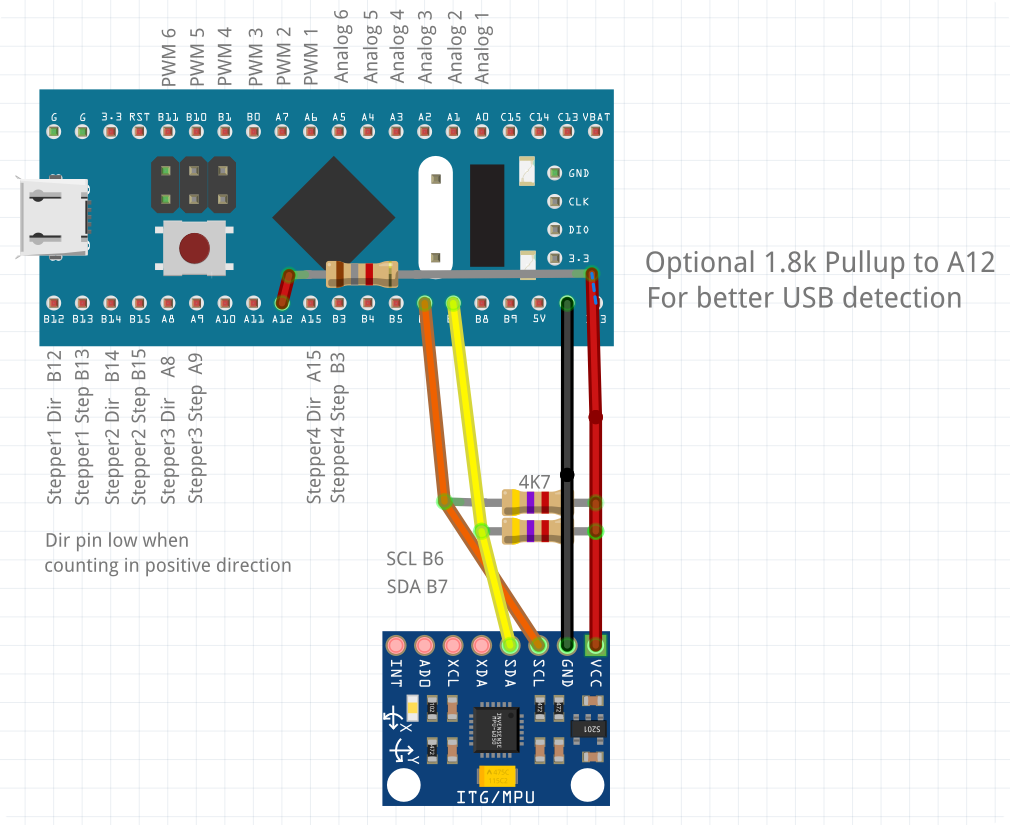 PWM 6
PWM 5
PWM 4
PWM 3
PWM 2
PWM 1
Analog 6
Analog 5
Analog 4
Analog 3
Analog 2
Analog 1
G G 3.3 RST B11 B10 B1 B0 A7 A6 A5 A4 A3 A2 A1 A0 C15 C14 C13 VBAT
GND
CLK
DIO
3.3
Optional 1.8k Pullup to A12
For better USB detection
B12 B13 B14 B15 A8 A9 A10 A11 A12 A15 B3 B4 B5 B8 B9 5V
Stepper1 Dir B12
Stepper1 Step B13
Stepper2 Dir B14
Stepper2 Step B15
Stepper3 Dir A8
Stepper3 Step A9
Stepper4 Dir A15
Stepper4 Step B3
4K7
Dir pin low when
counting in positive direction
SCL B6
SDA B7
INT
ADO
XCL
XDA
SDA
SCL
GND
VCC
X
Y
INVENSENSE
MPU-6050
S201
ITG/MPU